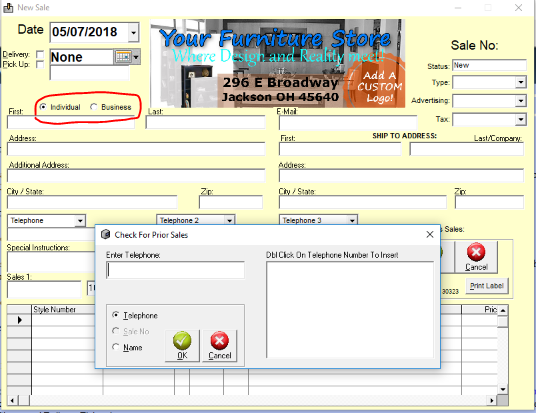 New Sale
Date 05/07/2018
Your Furniture Store
Where Design and Reality meet!
296 E Broadway
Jackson OH 45640
Add A
CUSTOM
Logo!
Sale No:
Delivery:
None
Pick Up:
Status: New
Type:
Advertising:
Tax:
Individual Business
First: Last: E-Mail:
Address: First: SHIP TO ADDRESS: Last/Company:
Additional Address: Address:
City / State: Zip: City / State: Zip:
Telephone Telephone 2 Telephone 3
Special Instructions:
Sales:
Cancel
Sales 1:
30323 Print Label
Style Number
Check For Prior Sales
Enter Telephone: Dbl Click On Telephone Number To Insert
Telephone
Sale No
Name
OK Cancel